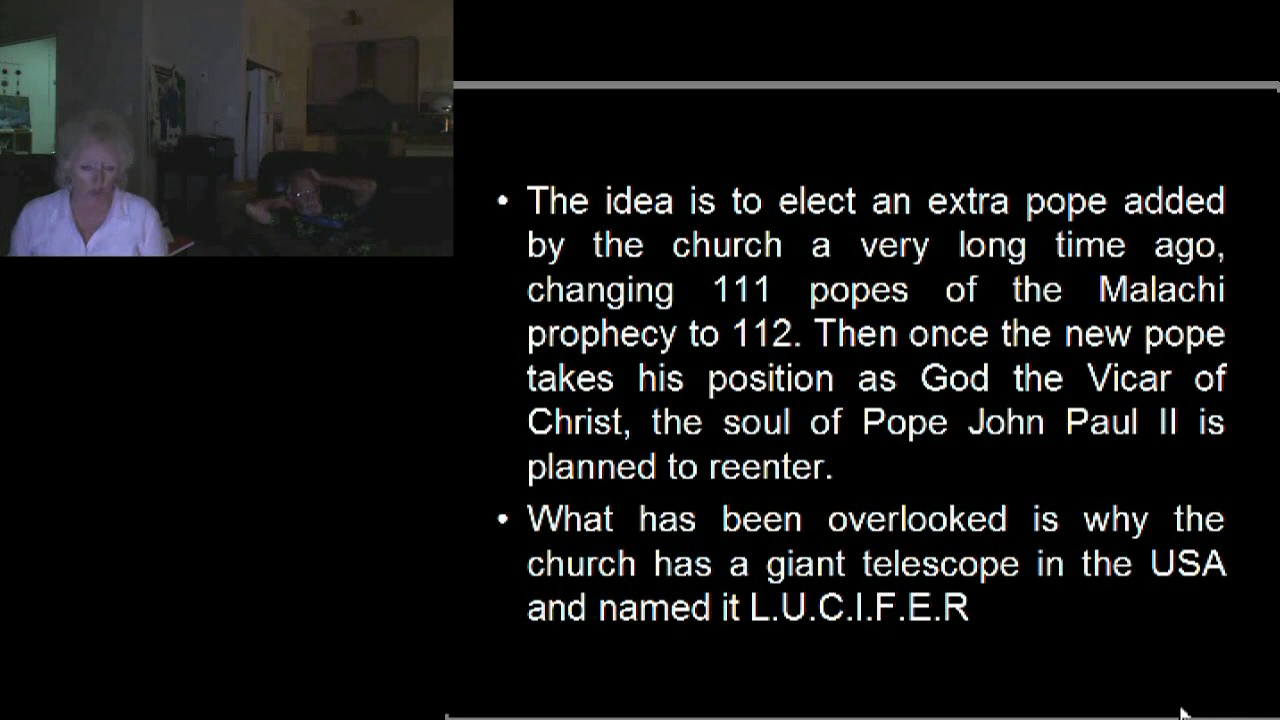 • The idea is to elect an extra pope added
by the church a very long time ago,
changing 111 popes of the Malachi
prophecy to 112. Then once the new pope
takes his position as God the Vicar of
Christ, the soul of Pope John Paul II is
planned to reenter.
• What has been overlooked is why the
church has a giant telescope in the USA
and named it L.U.C.I.F.E.R